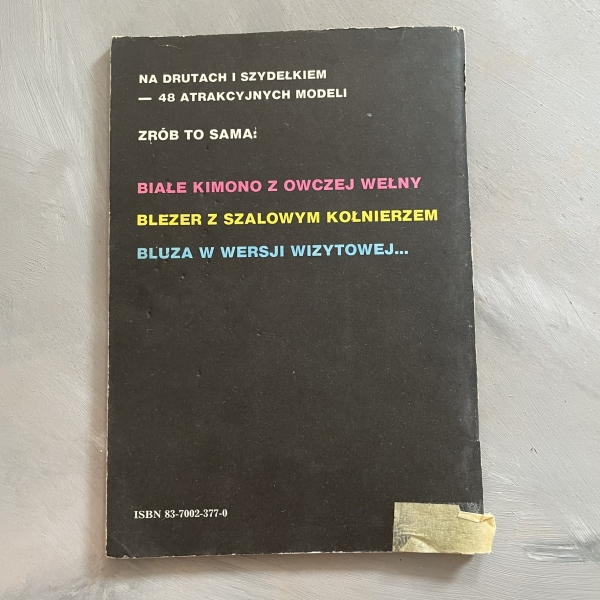 NA DRUTACH I SZYDEŁKIEM
— 48 ATRAKCYJNYCH MODELI
ZRÓB TO SAMA:
BIAŁE KIMONO Z OWCZEJ WEŁNY
BLEZER Z SZALOWYM KOŁNIERZEM
BLUZA W WERSJI WIZYTOWEJ...
ISBN 83-7002-377-0